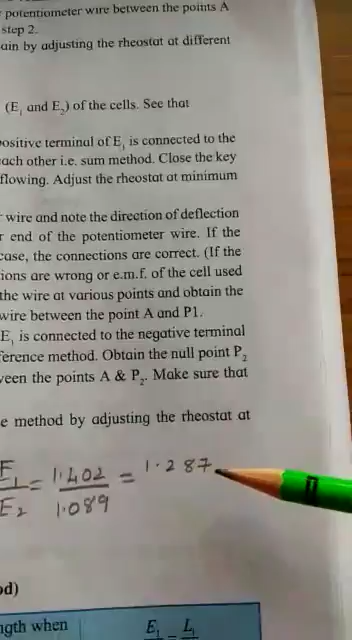 potentiometer wire between the points A
step 2.
ain by adjusting the rheostat at different
(E₁ and E₂) of the cells. See that
ositive terminal of E₁ is connected to the
ach other i.e. sum method. Close the key
flowing. Adjust the rheostat at minimum
wire and note the direction of deflection
r end of the potentiometer wire. If the
case, the connections are correct. (If the
ions are wrong or e.m.f. of the cell used
the wire at various points and obtain the
wire between the point A and P1.
E₁ is connected to the negative terminal
ference method. Obtain the null point P₂
ween the points A & P₂. Make sure that
e method by adjusting the rheostat at
E₁/E₂ = 1.402/1.089 = 1.287
od)
ngth when E₁ = L₁